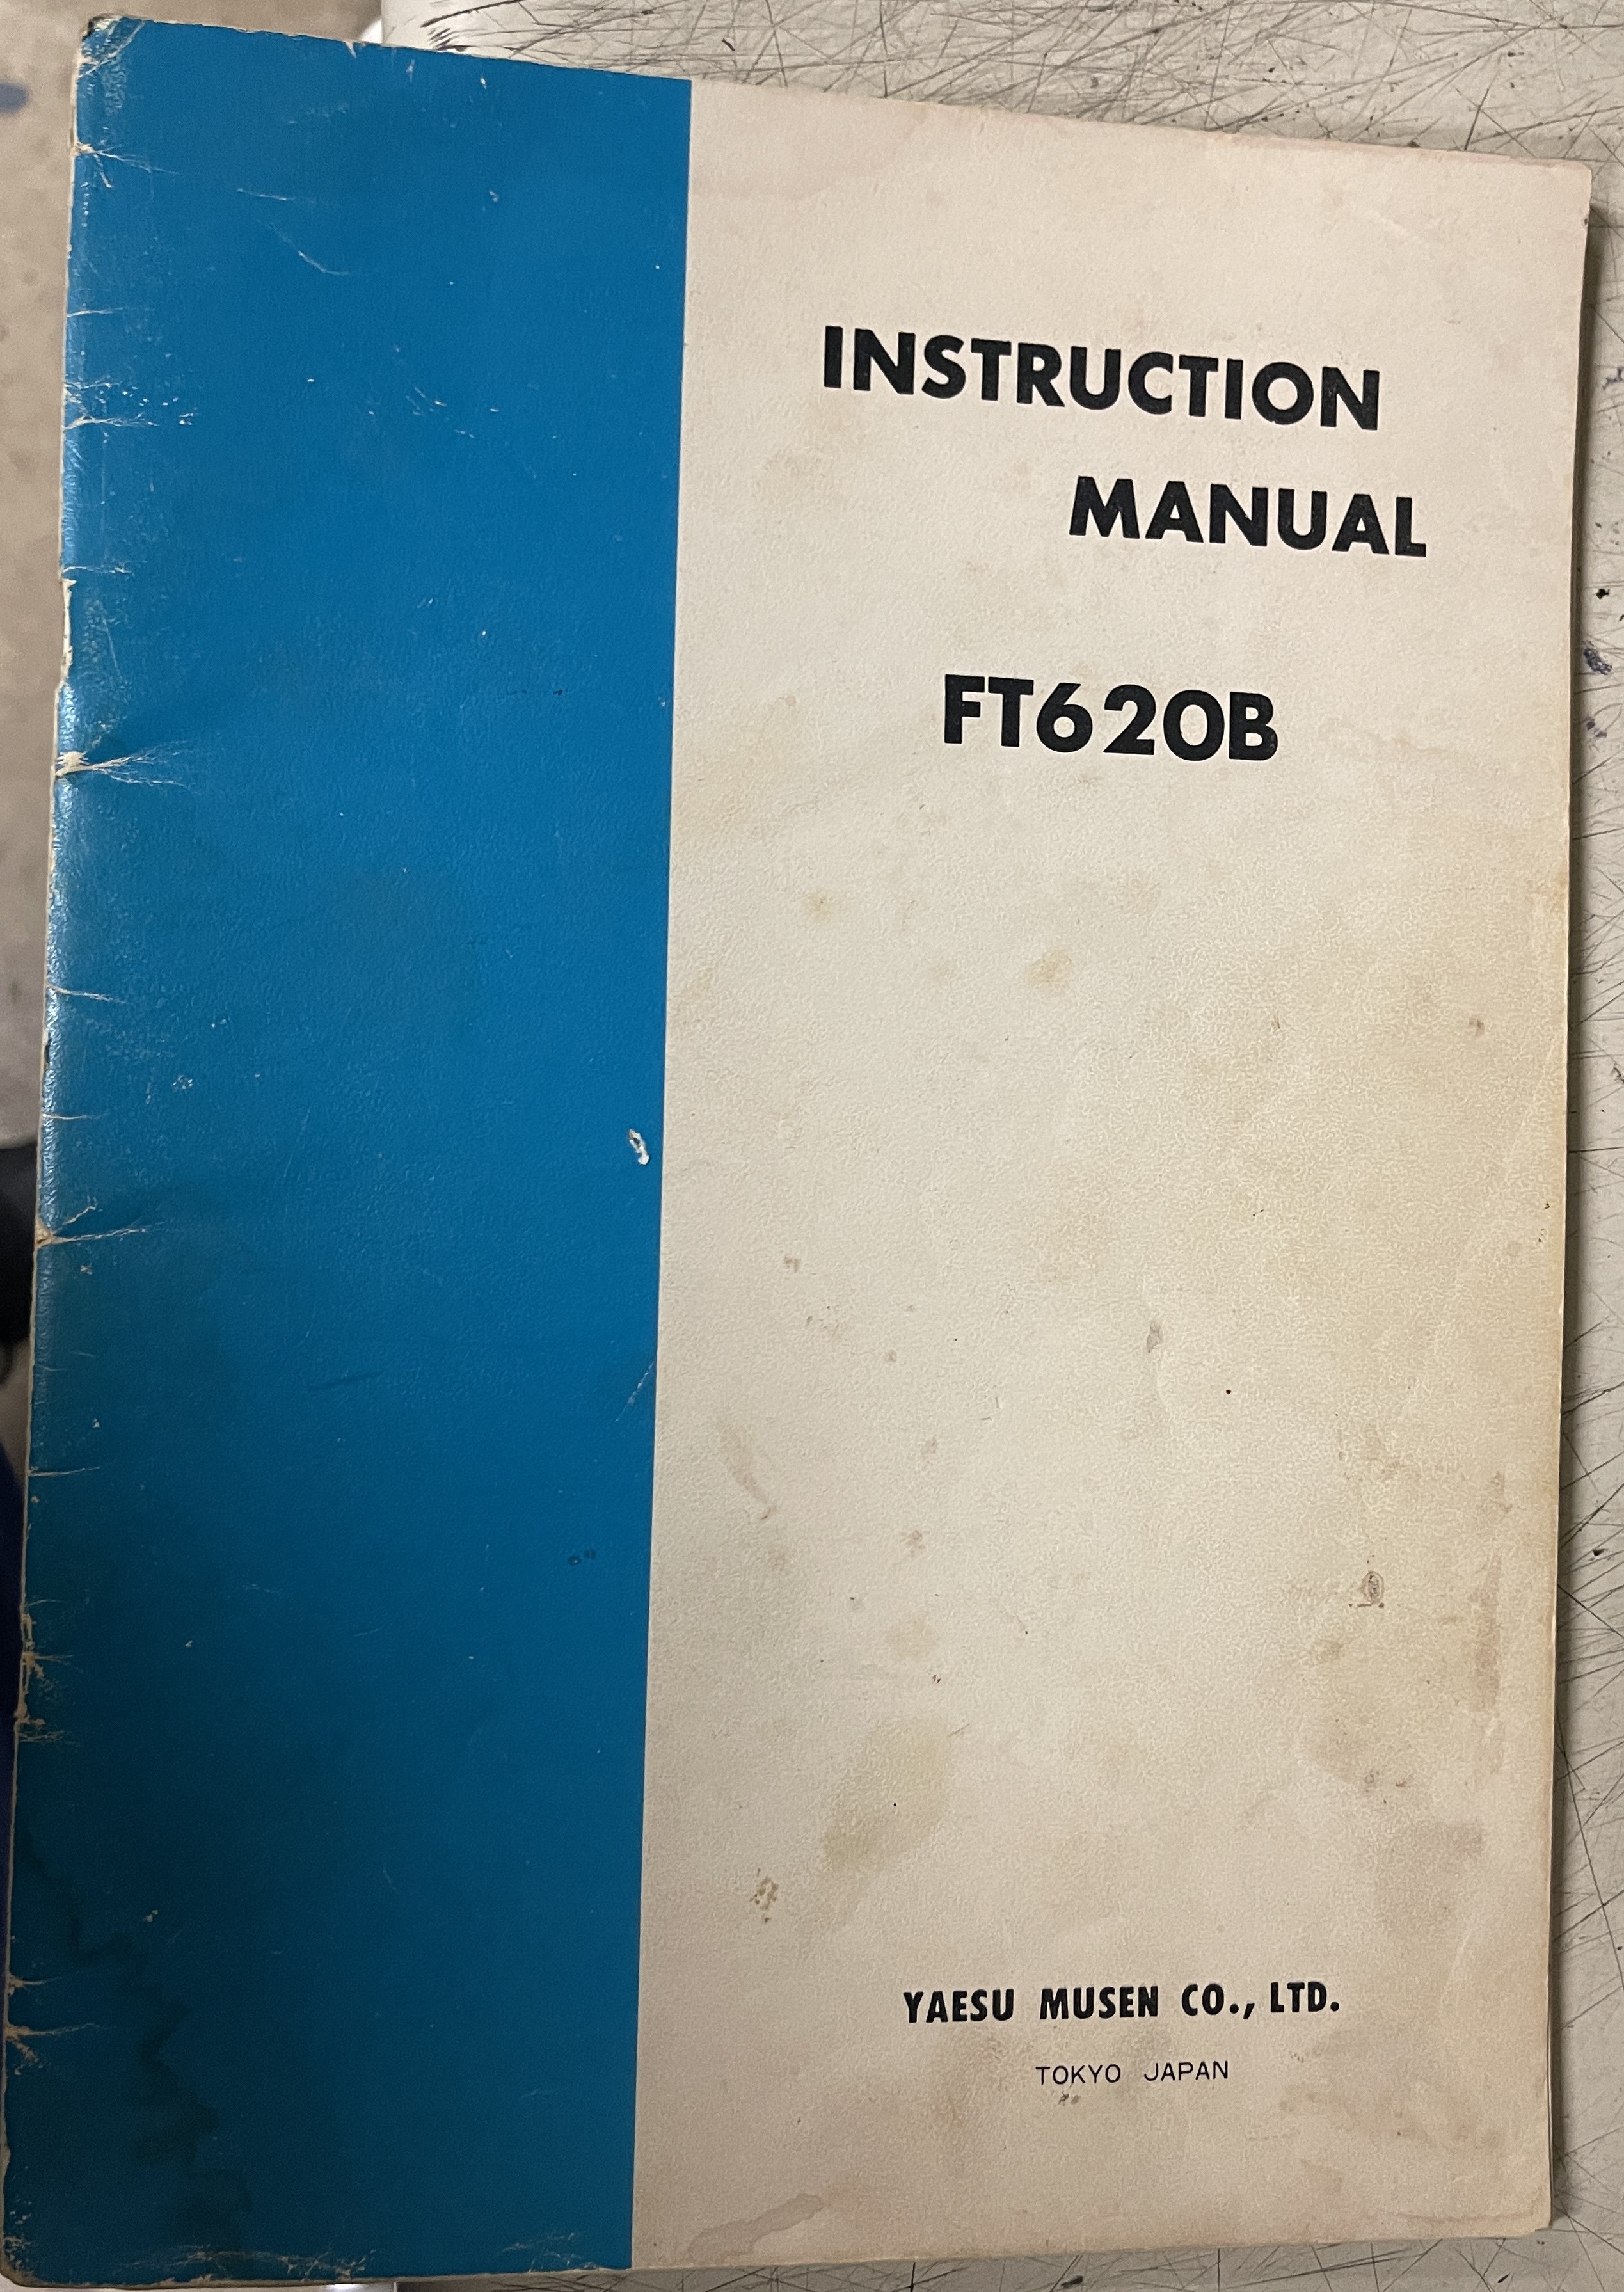 INSTRUCTION
MANUAL
FT620B
YAESU MUSEN CO., LTD.
TOKYO JAPAN